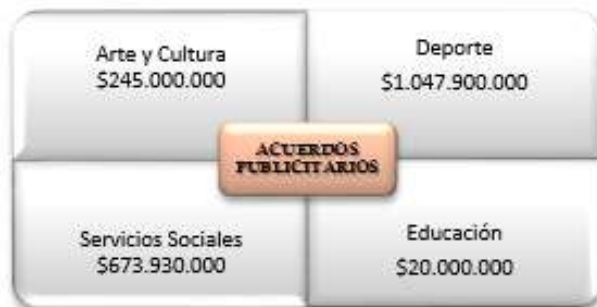 Arte y Cultura
$245.000.000
Deporte
$1.047.900.000
ACUERDOS
PUBLICITARIOS
Servicios Sociales
$673.930.000
Educación
$20.000.000